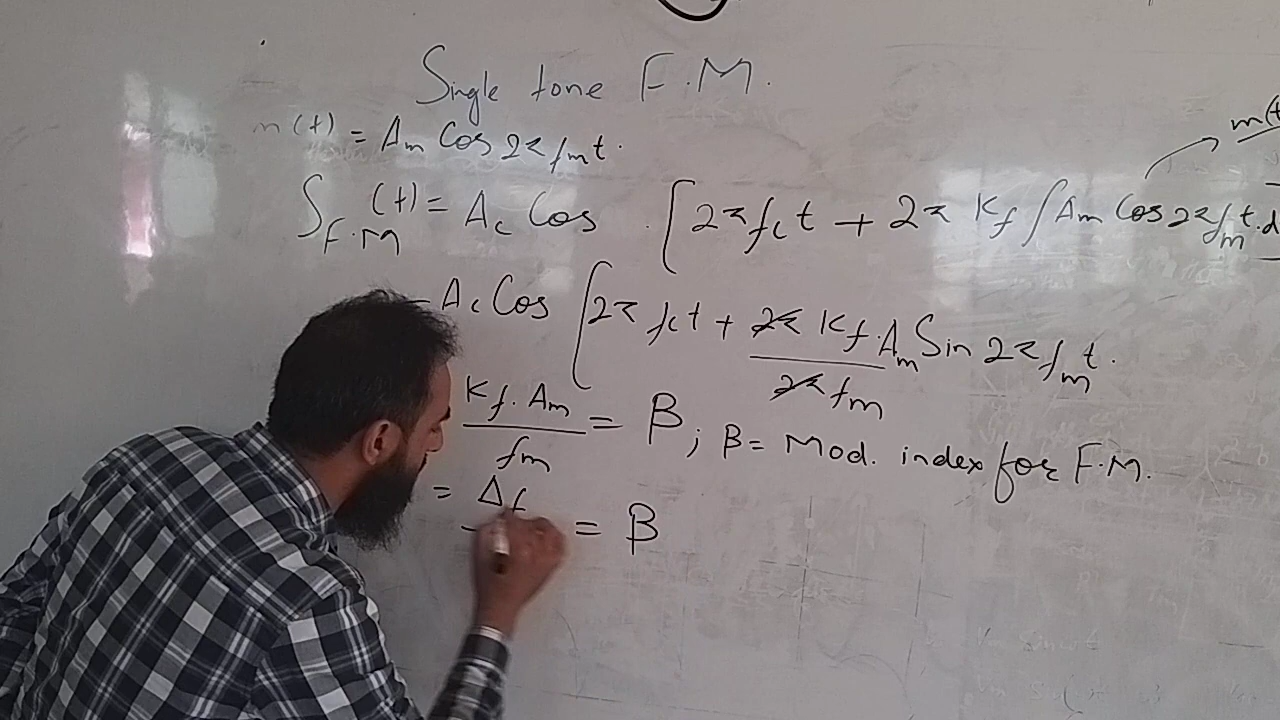 Single tone F.M.
m(t) = Am Cos 2π fm t.
m(t
S F.M (t) = Ac Cos [2π fc t + 2π Kf ∫ Am Cos 2π fm t . d
= Ac Cos [2π fc t + 2π Kf . Am Sin 2π fm t .
2π fm
Kf . Am = β ; β = Mod. index for F.M.
fm
= Δf = β